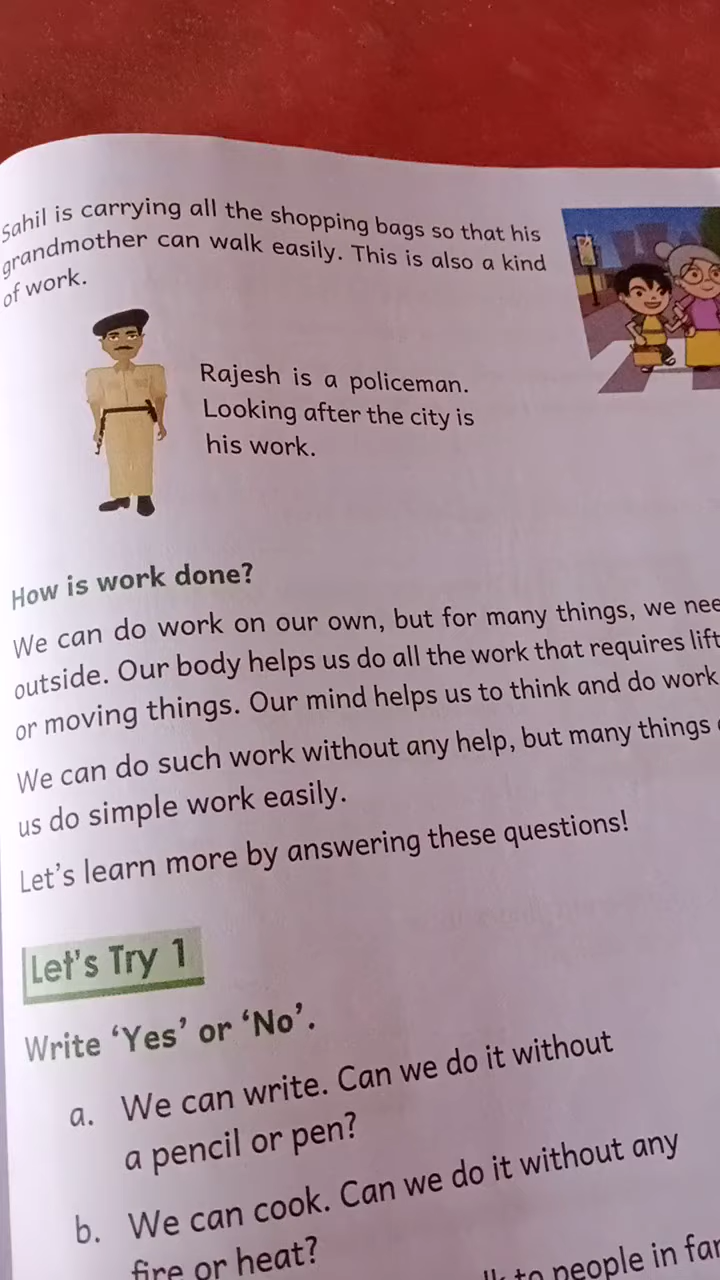 Sahil is carrying all the shopping bags so that his
grandmother can walk easily. This is also a kind
of work.
Rajesh is a policeman.
Looking after the city is
his work.
How is work done?
We can do work on our own, but for many things, we
outside. Our body helps us do all the work that requires
or moving things. Our mind helps us to think and do work
We can do such work without any help, but many things
us do simple work easily.
Let's learn more by answering these questions!
Let's Try 1
Write 'Yes' or 'No'.
a. We can write. Can we do it without
a pencil or pen?
b. We can cook. Can we do it without any
fire or heat?
to people in